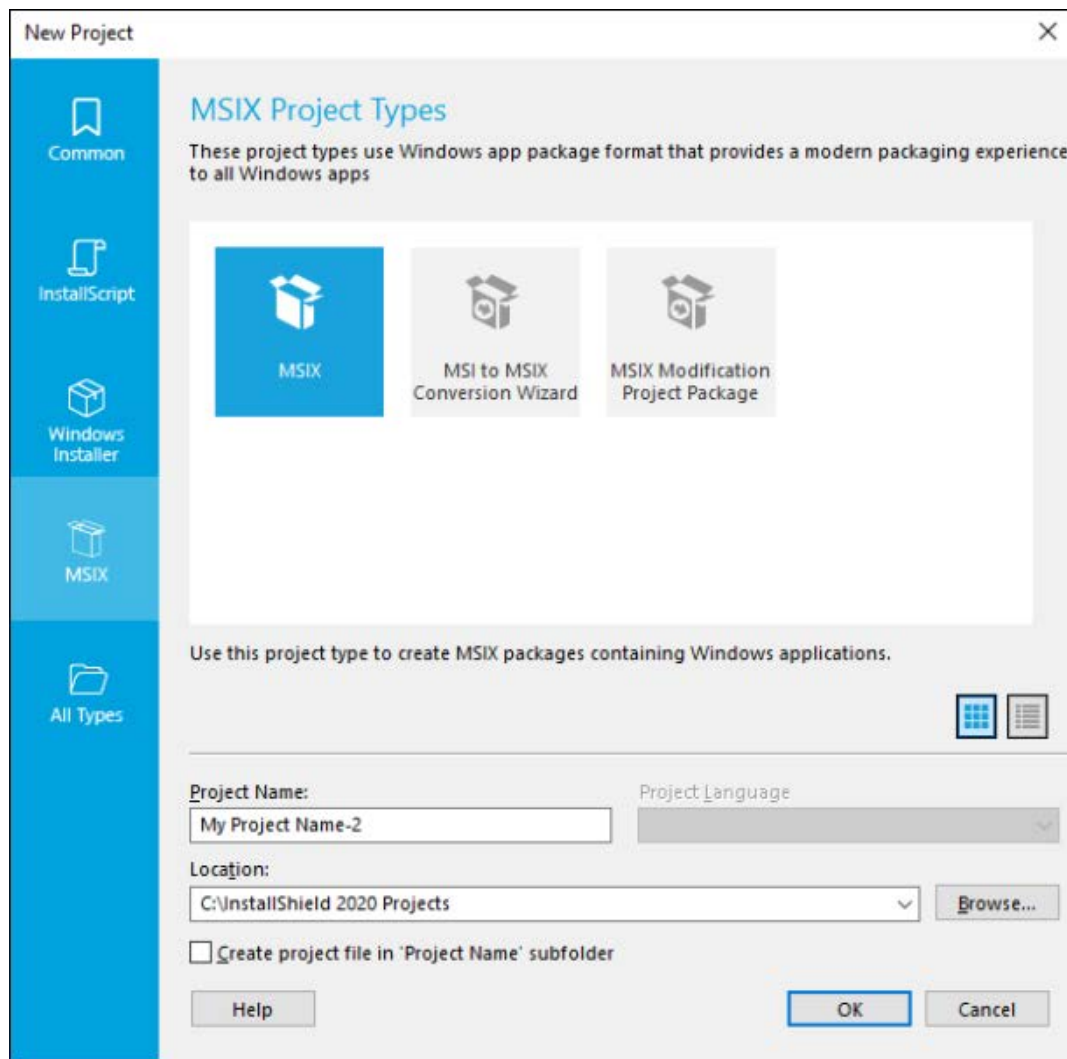 New Project
Common
InstallScript
Windows
Installer
MSIX
All Types
MSIX Project Types
These project types use Windows app package format that provides a modern packaging experience
to all Windows apps
MSIX
MSI to MSIX
Conversion Wizard
MSIX Modification
Project Package
Use this project type to create MSIX packages containing Windows applications.
Project Name:
Project Language
My Project Name-2
Location:
C:\InstallShield 2020 Projects
Browse...
Create project file in 'Project Name' subfolder
Help
OK
Cancel